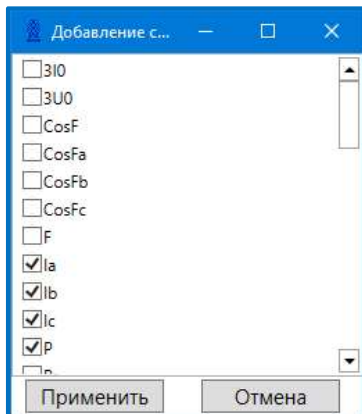 Добавление с...
3I0
3U0
CosF
CosFa
CosFb
CosFc
F
Ia
Ib
Ic
P
Применить Отмена